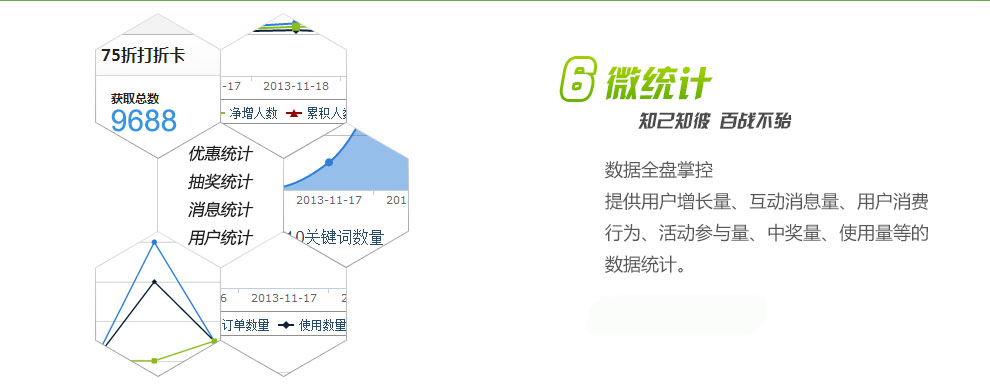 75折打折卡
获取总数
9688
-17 2013-11-18
净增人数 累积人数
优惠统计
抽奖统计
消息统计
用户统计
2013-11-17 201
10关键词数量
6 2013-11-17 2
订单数量 使用数量
6 微统计
知己知彼 百战不殆
数据全盘掌控
提供用户增长量、互动消息量、用户消费
行为、活动参与量、中奖量、使用量等的
数据统计。